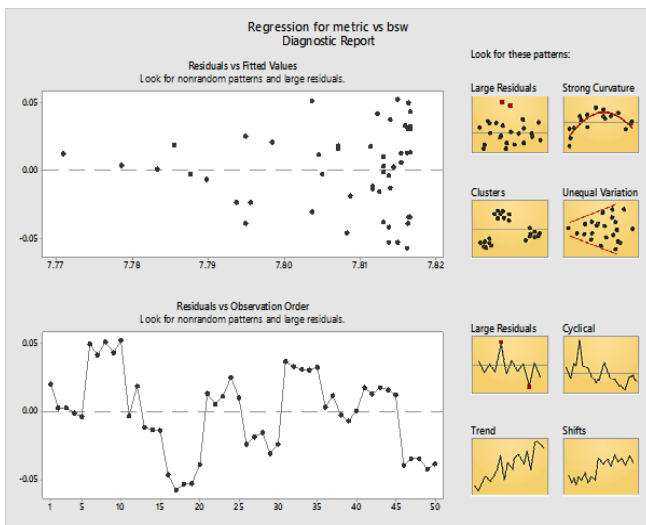 Regression for metric vs bsw
Diagnostic Report
Residuals vs Fitted Values
Look for nonrandom patterns and large residuals.
0.05
0.00
-0.05
7.77 7.78 7.79 7.80 7.81 7.82
Residuals vs Observation Order
Look for nonrandom patterns and large residuals.
0.05
0.00
-0.05
1 5 10 15 20 25 30 35 40 45 50
Look for these patterns:
Large Residuals Strong Curvature
Clusters Unequal Variation
Large Residuals Cyclical
Trend Shifts